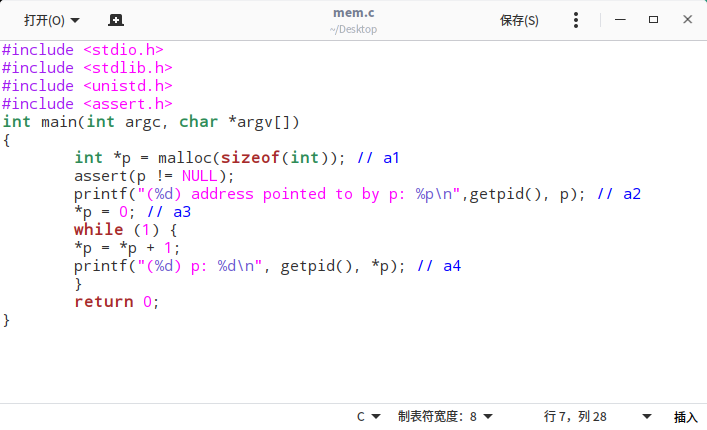 打开(O)
mem.c
~/Desktop
保存(S)
#include <stdio.h>
#include <stdlib.h>
#include <unistd.h>
#include <assert.h>
int main(int argc, char *argv[])
{
        int *p = malloc(sizeof(int)); // a1
        assert(p != NULL);
        printf("(%d) address pointed to by p: %p\n",getpid(), p); // a2
        *p = 0; // a3
        while (1) {
        *p = *p + 1;
        printf("(%d) p: %d\n", getpid(), *p); // a4
        }
        return 0;
}
C 制表符宽度：8 行 7，列 28 插入